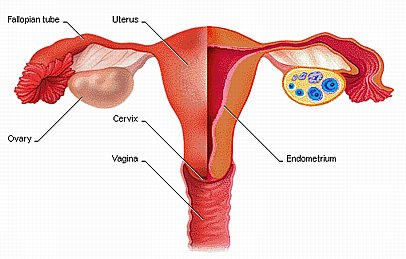 Fallopian tube
Uterus
Ovary
Cervix
Vagina
Endometrium